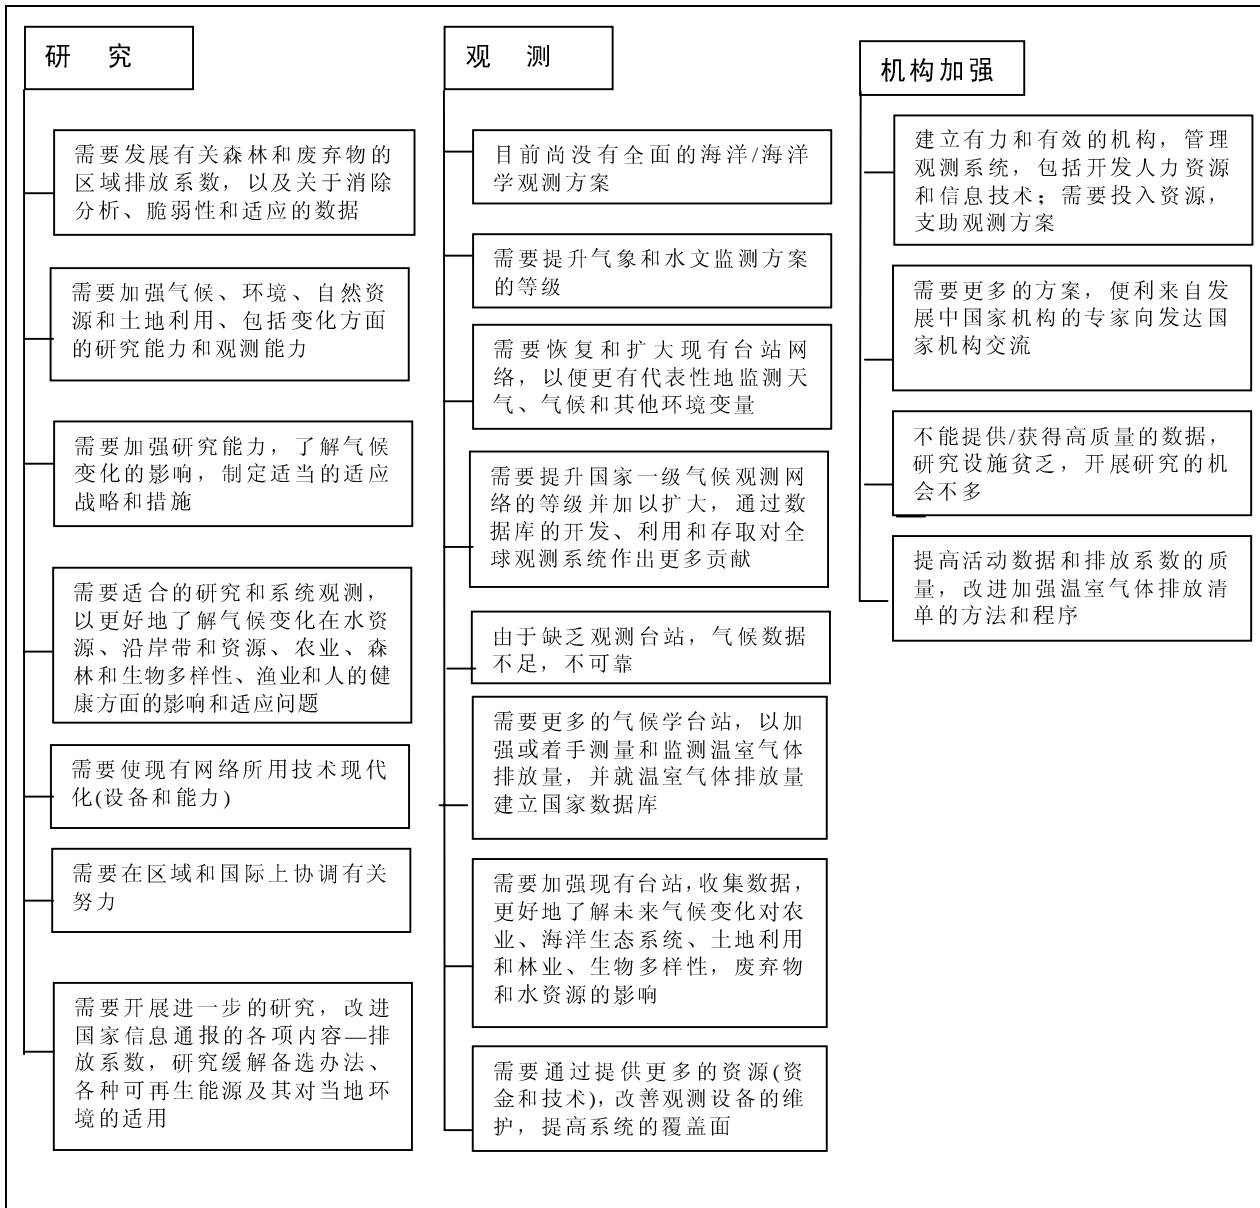 研 究
需要发展有关森林和废弃物的
区域排放系数，以及关于消除
分析、脆弱性和适应的数据
需要加强气候、环境、自然资
源和土地利用、包括变化方面
的研究能力和观测能力
需要加强研究能力，了解气候
变化的影响，制定适当的适应
战略和措施
需要适合的研究和系统观测，
以更好地了解气候变化在水资
源、沿岸带和资源、农业、森
林和生物多样性、渔业和人的健
康方面的影响和适应问题
需要使现有网络所用技术现代
化(设备和能力)
需要在区域和国际上协调有关
努力
需要开展进一步的研究，改进
国家信息通报的各项内容—排
放系数，研究缓解备选办法、
各种可再生能源及其对当地环
境的适用
观 测
目前尚没有全面的海洋/海洋
学观测方案
需要提升气象和水文监测方案
的等级
需要恢复和扩大现有台站网
络，以便更有代表性地监测天
气、气候和其他环境变量
需要提升国家一级气候观测网
络的等级并加以扩大，通过数
据库的开发、利用和存取对全
球观测系统作出更多贡献
由于缺乏观测台站，气候数据
不足，不可靠
需要更多的气候学台站，以加
强或着手测量和监测温室气体
排放量，并就温室气体排放量
建立国家数据库
需要加强现有台站，收集数据，
更好地了解未来气候变化对农
业、海洋生态系统、土地利用
和林业、生物多样性，废弃物
和水资源的影响
需要通过提供更多的资源(资
金和技术)，改善观测设备的维
护，提高系统的覆盖面
机构加强
建立有力和有效的机构，管理
观测系统，包括开发人力资源
和信息技术；需要投入资源，
支助观测方案
需要更多的方案，便利来自发
展中国家机构的专家向发达国
家机构交流
不能提供/获得高质量的数据，
研究设施贫乏，开展研究的机
会不多
提高活动数据和排放系数的质
量，改进加强温室气体排放清
单的方法和程序